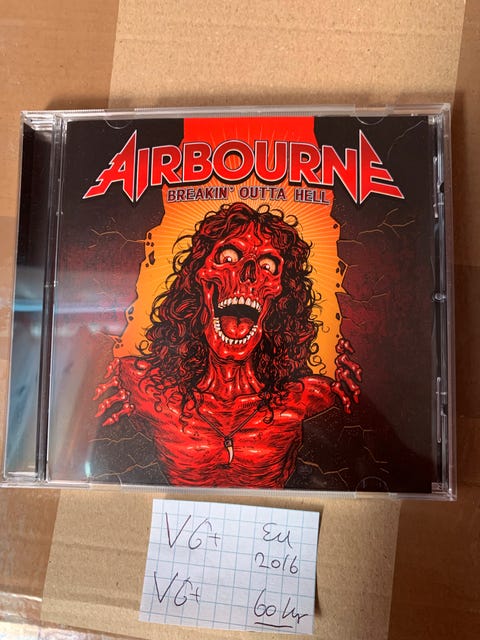 AIRBOURNE
BREAKIN' OUTTA HELL
VG+ EU
2016
VG+ 60 kr